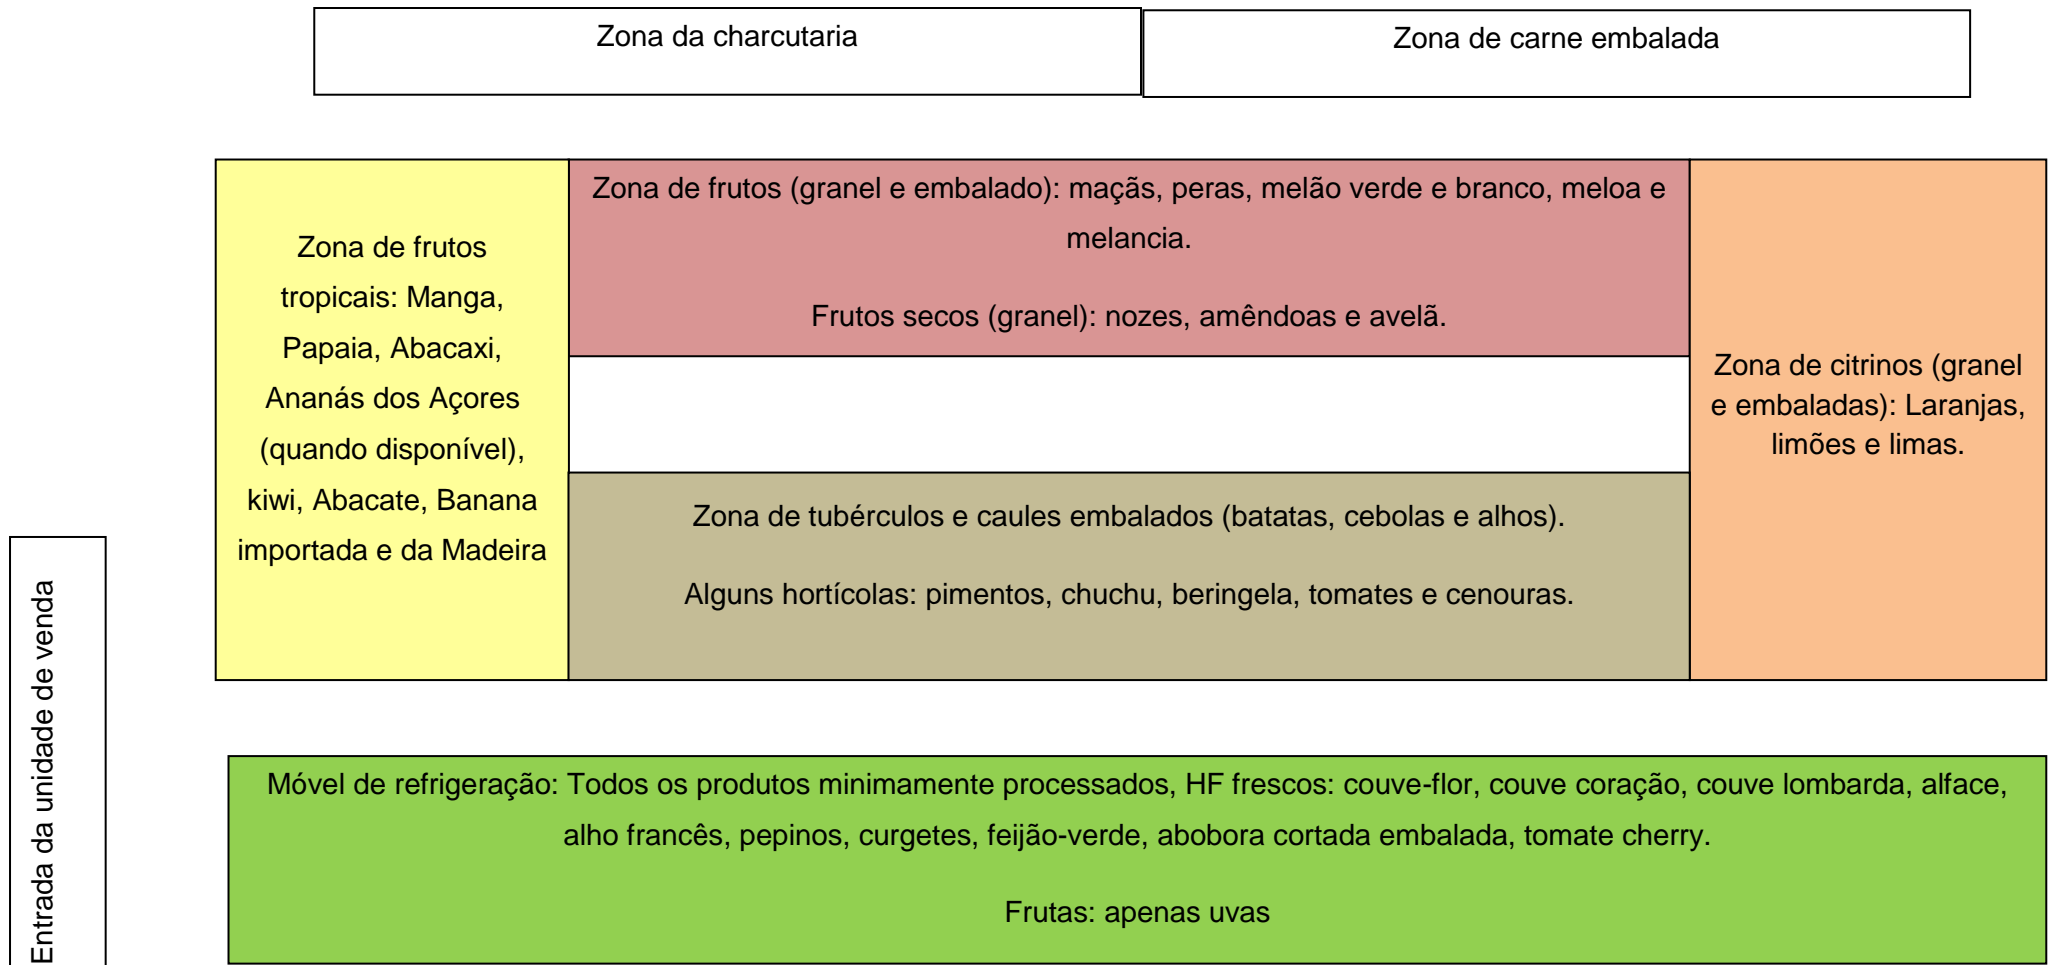 Zona da charcutaria
Zona de carne embalada
Zona de frutos
tropicais: Manga,
Papaia, Abacaxi,
Ananás dos Açores
(quando disponível),
kiwi, Abacate, Banana
importada e da Madeira
Zona de frutos (granel e embalado): maçãs, peras, melão verde e branco, meloa e
melancia.
Frutos secos (granel): nozes, amêndoas e avelã.
Zona de citrinos (granel
e embaladas): Laranjas,
limões e limas.
Zona de tubérculos e caules embalados (batatas, cebolas e alhos).
Alguns hortícolas: pimentos, chuchu, beringela, tomates e cenouras.
Entrada da unidade de venda
Móvel de refrigeração: Todos os produtos minimamente processados, HF frescos: couve-flor, couve coração, couve lombarda, alface,
alho francês, pepinos, curgetes, feijão-verde, abobora cortada embalada, tomate cherry.
Frutas: apenas uvas